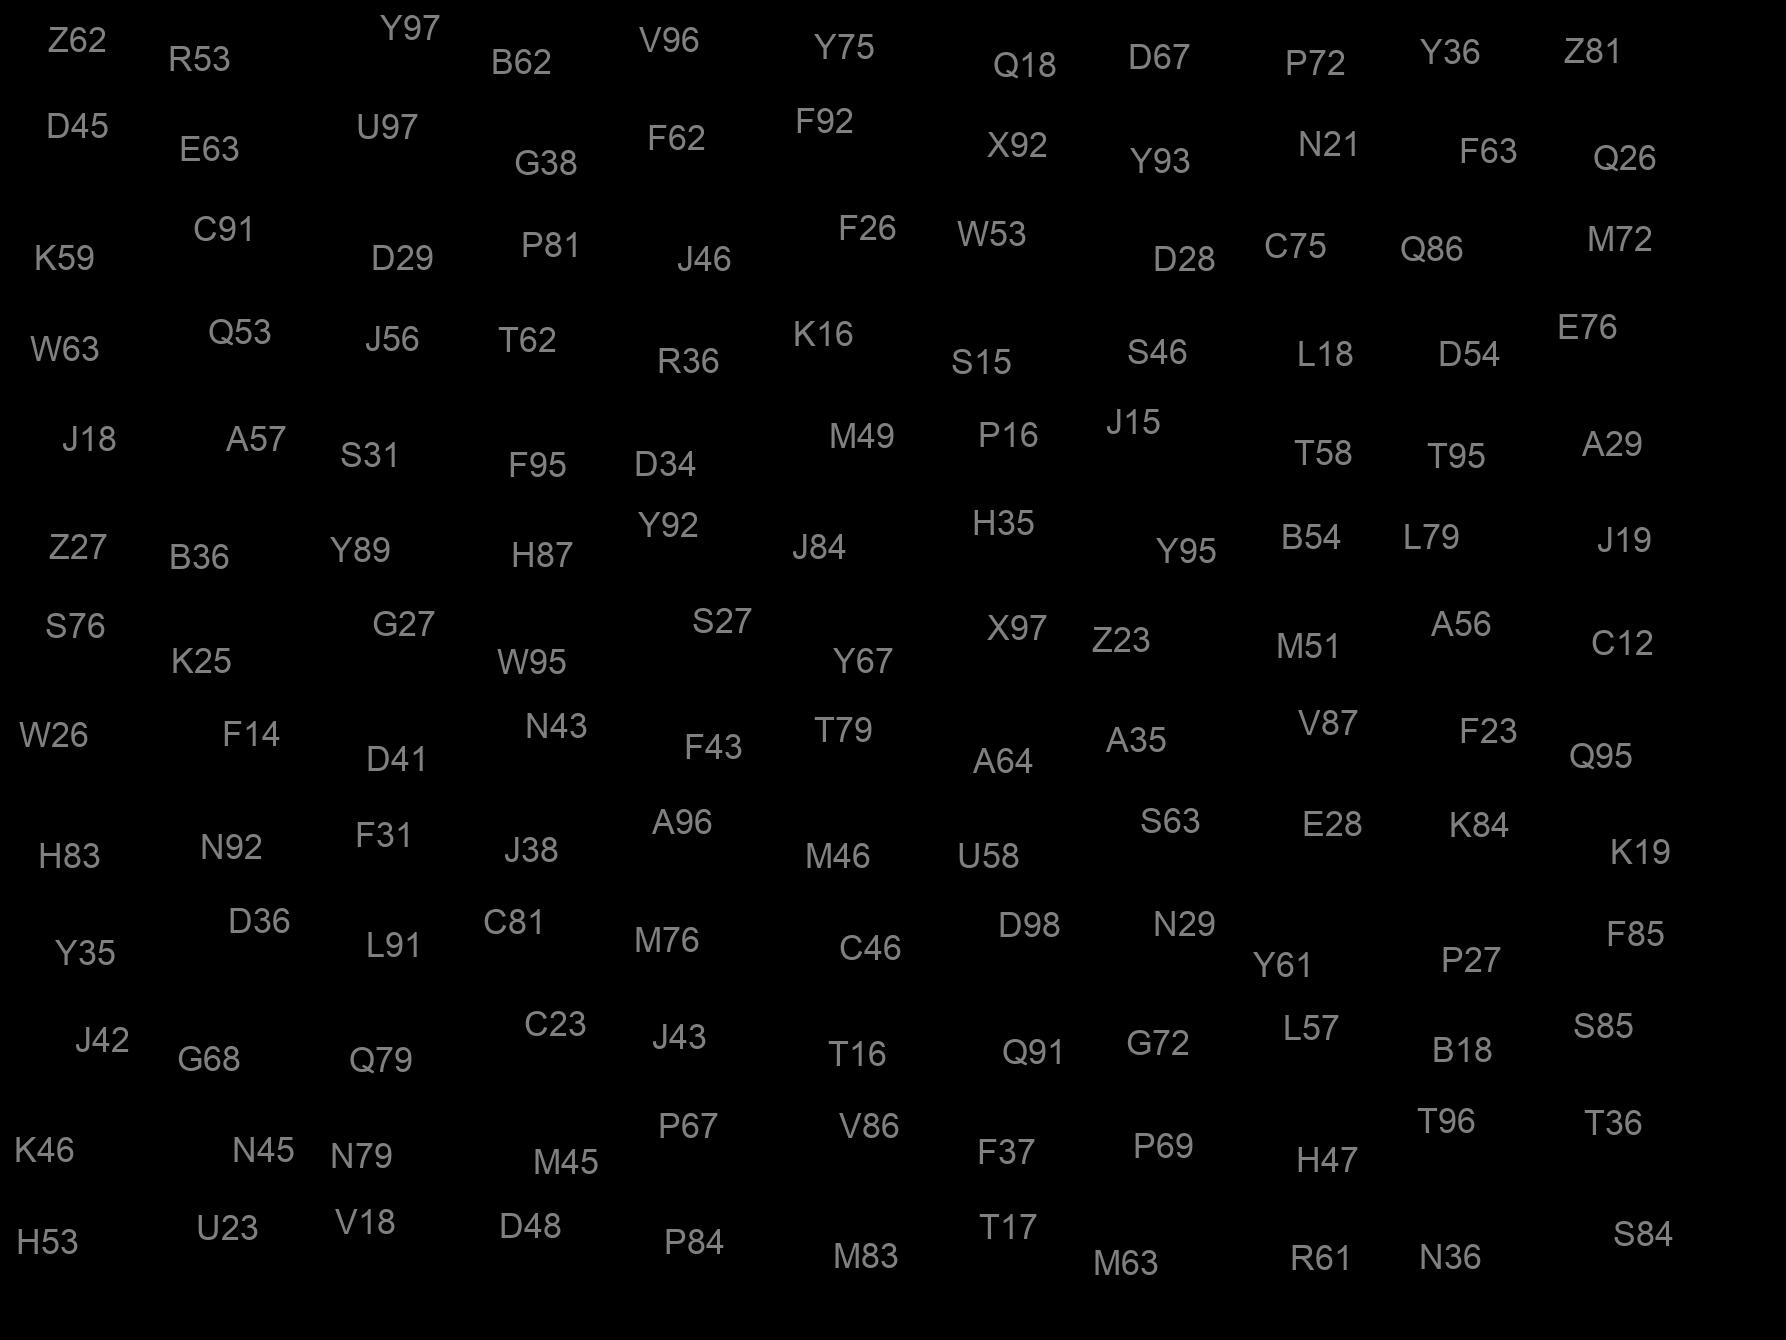 Z62 R53 Y97 B62 V96 Y75 Q18 D67 P72 Y36 Z81
D45 E63 U97 G38 F62 F92 X92 Y93 N21 F63 Q26
K59 C91 D29 P81 J46 F26 W53 D28 C75 Q86 M72
W63 Q53 J56 T62 R36 K16 S15 S46 L18 D54 E76
J18 A57 S31 F95 D34 M49 P16 J15 T58 T95 A29
Z27 B36 Y89 H87 Y92 J84 H35 Y95 B54 L79 J19
S76 K25 G27 W95 S27 Y67 X97 Z23 M51 A56 C12
W26 F14 D41 N43 F43 T79 A64 A35 V87 F23 Q95
H83 N92 F31 J38 A96 M46 U58 S63 E28 K84 K19
Y35 D36 L91 C81 M76 C46 D98 N29 Y61 P27 F85
J42 G68 Q79 C23 J43 T16 Q91 G72 L57 B18 S85
K46 N45 N79 M45 P67 V86 F37 P69 H47 T96 T36
H53 U23 V18 D48 P84 M83 T17 M63 R61 N36 S84